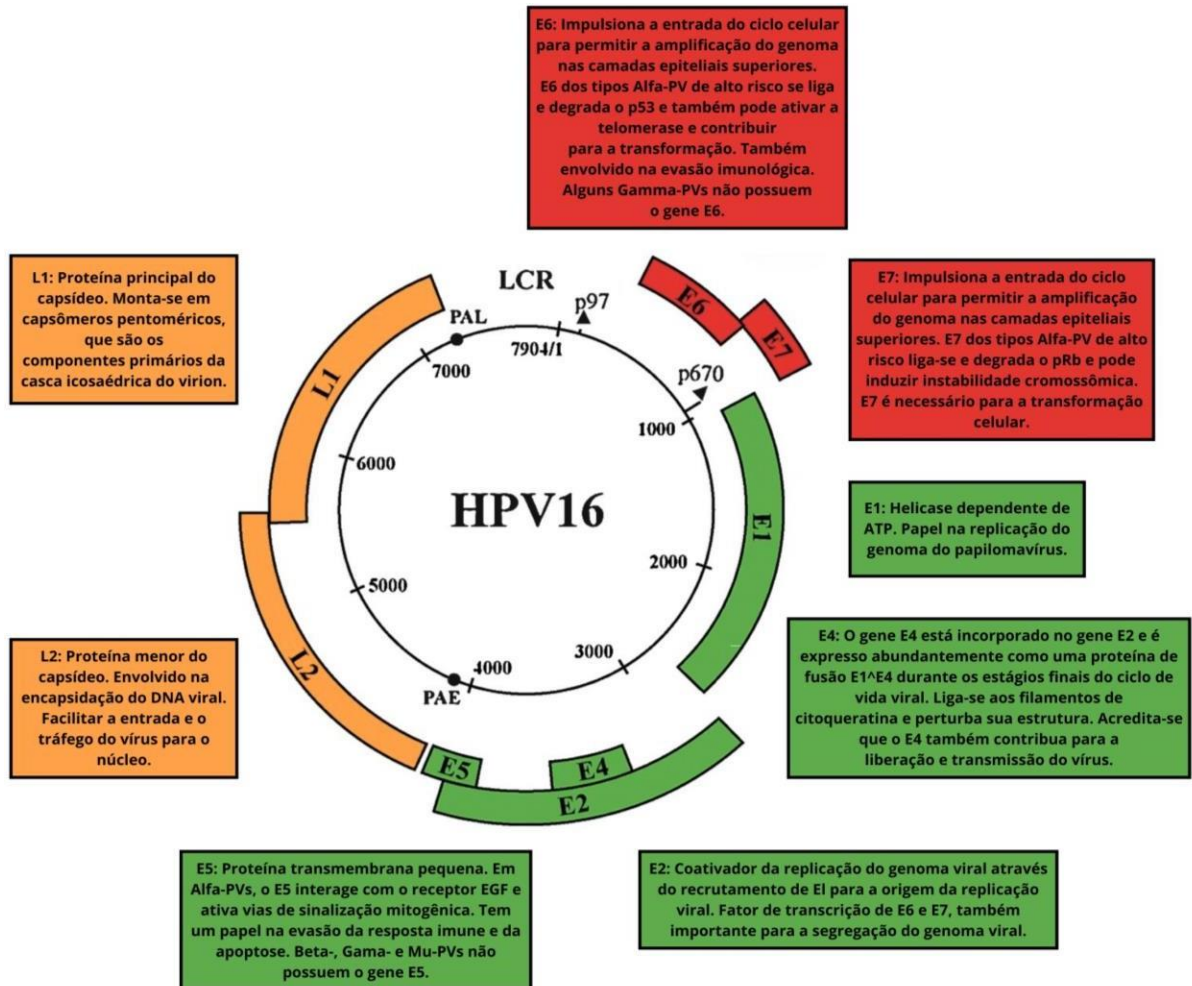 E6: Impulsiona a entrada do ciclo celular
para permitir a amplificação do genoma
nas camadas epiteliais superiores.
E6 dos tipos Alfa-PV de alto risco se liga
e degrada o p53 e também pode ativar a
telomerase e contribuir
para a transformação. Também
envolvido na evasão imunológica.
Alguns Gamma-PVs não possuem
o gene E6.
L1: Proteína principal do
capsídeo. Monta-se em
capsômeros pentoméricos,
que são os
componentes primários da
casca icosaédrica do virion.
E7: Impulsiona a entrada do ciclo
celular para permitir a amplificação
do genoma nas camadas epiteliais
superiores. E7 dos tipos Alfa-PV de alto
risco liga-se e degrada o pRb e pode
induzir instabilidade cromossômica.
E7 é necessário para a transformação
celular.
LCR
PAL
p97
E6
E7
7904/1
7000
p670
1000
L1
6000
HPV16
E1
2000
5000
L2
3000
4000
PAE
E5
E4
E2
E1: Helicase dependente de
ATP. Papel na replicação do
genoma do papilomavírus.
L2: Proteína menor do
capsídeo. Envolvido na
encapsidação do DNA viral.
Facilitar a entrada e o
tráfego do vírus para o
núcleo.
E4: O gene E4 está incorporado no gene E2 e é
expresso abundantemente como uma proteína de
fusão E1^E4 durante os estágios finais do ciclo de
vida viral. Liga-se aos filamentos de
citoqueratina e perturba sua estrutura. Acredita-se
que o E4 também contribua para a
liberação e transmissão do vírus.
E5: Proteína transmembrana pequena. Em
Alfa-PVs, o E5 interage com o receptor EGF e
ativa vias de sinalização mitogênica. Tem
um papel na evasão da resposta imune e da
apoptose. Beta-, Gama- e Mu-PVs não
possuem o gene E5.
E2: Coativador da replicação do genoma viral através
do recrutamento de El para a origem da replicação
viral. Fator de transcrição de E6 e E7, também
importante para a segregação do genoma viral.